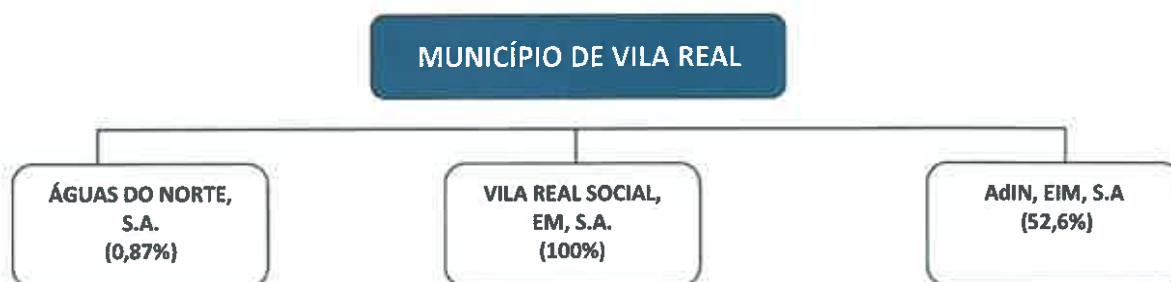 MUNICÍPIO DE VILA REAL
ÁGUAS DO NORTE,
S.A.
(0,87%)
VILA REAL SOCIAL,
EM, S.A.
(100%)
AdIN, EIM, S.A
(52,6%)